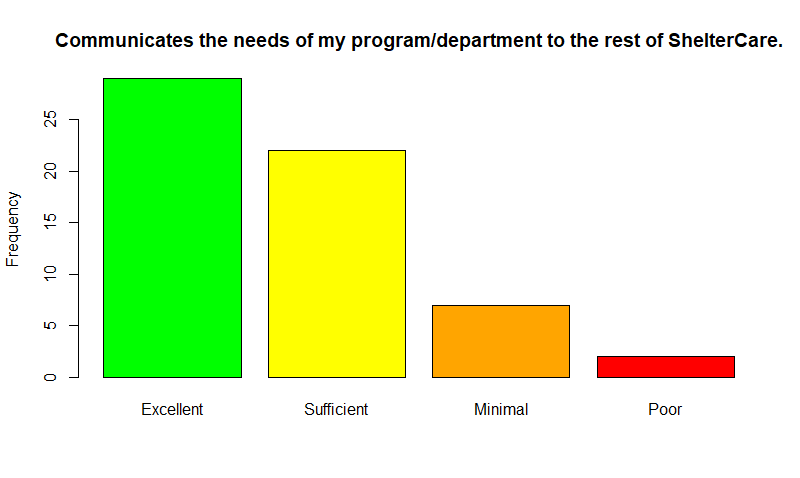 Communicates the needs of my program/department to the rest of ShelterCare.
Frequency
25
20
15
10
5
0
Excellent
Sufficient
Minimal
Poor